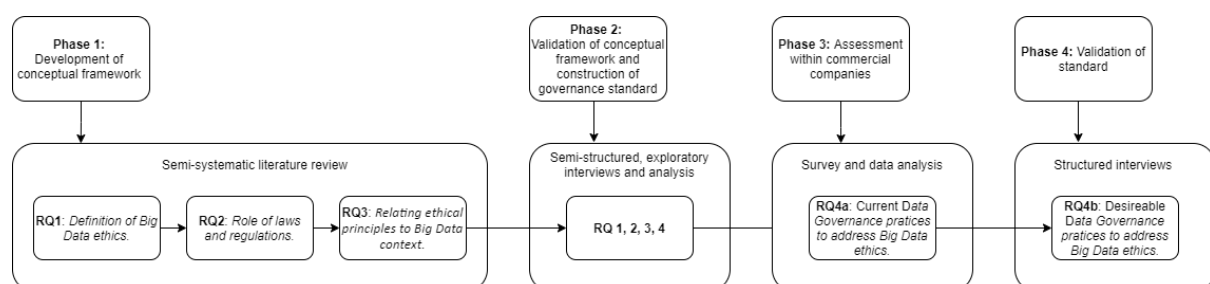 Phase 1:
Development of
conceptual framework
Phase 2:
Validation of conceptual
framework and
construction of
governance standard
Phase 3: Assessment
within commercial
companies
Phase 4: Validation of
standard
Semi-systematic literature review
RQ1: Definition of Big
Data ethics.
RQ2: Role of laws
and regulations.
RQ3: Relating ethical
principles to Big Data
context.
Semi-structured, exploratory
interviews and analysis
RQ 1, 2, 3, 4
Survey and data analysis
RQ4a: Current Data
Governance pratices
to address Big Data
ethics.
Structured interviews
RQ4b: Desireable
Data Governance
pratices to address
Big Data ethics.